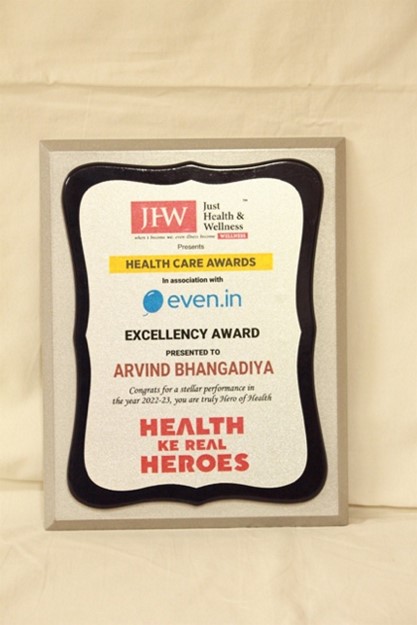 JHW
Just
Health &
Wellness
WELLNESS
Presents
HEALTH CARE AWARDS
In association with
even.in
EXCELLENCY AWARD
PRESENTED TO
ARVIND BHANGADIYA
Congrats for a stellar performance in
the year 2022-23, you are truly Hero of Health
HEALTH
KE REAL
HEROES